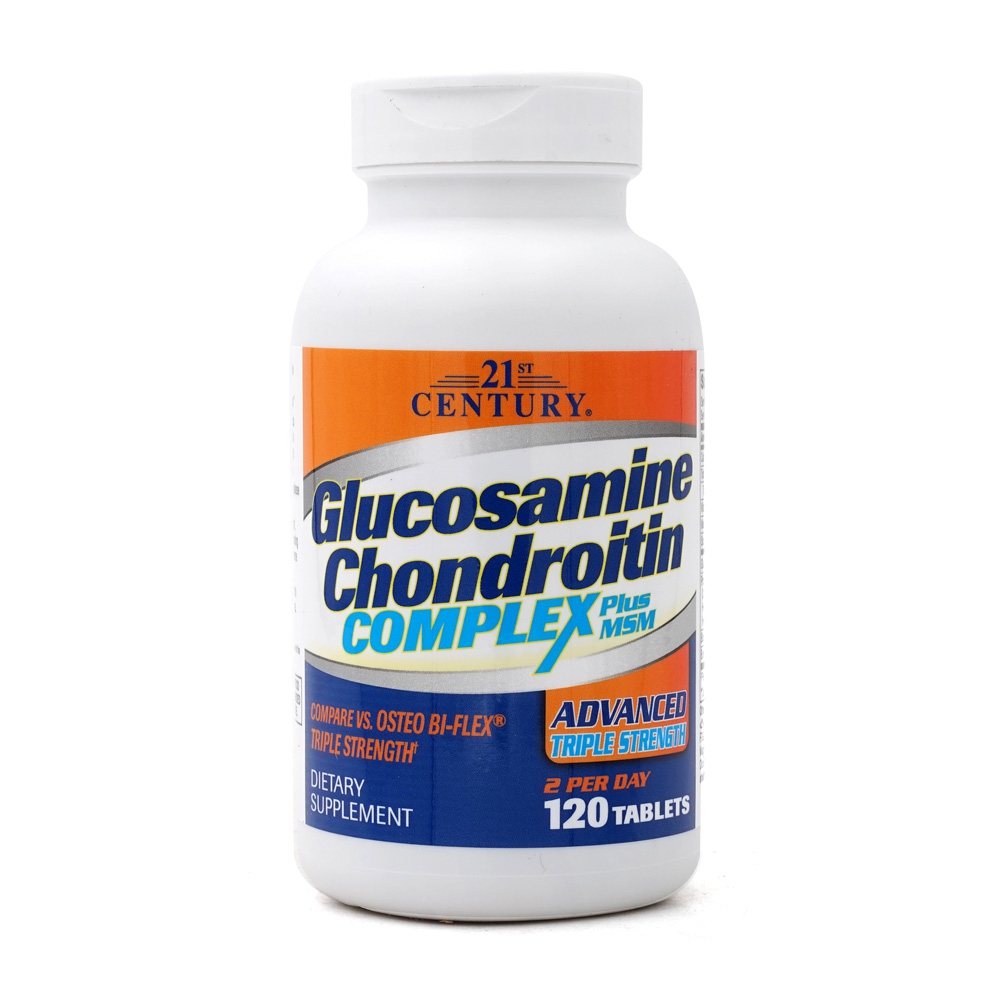 21ST
CENTURY®
Glucosamine
Chondroitin
COMPLEX Plus
MSM
COMPARE VS. OSTEO BI-FLEX®
TRIPLE STRENGTH†
DIETARY
SUPPLEMENT
ADVANCED
TRIPLE STRENGTH
2 PER DAY
120 TABLETS